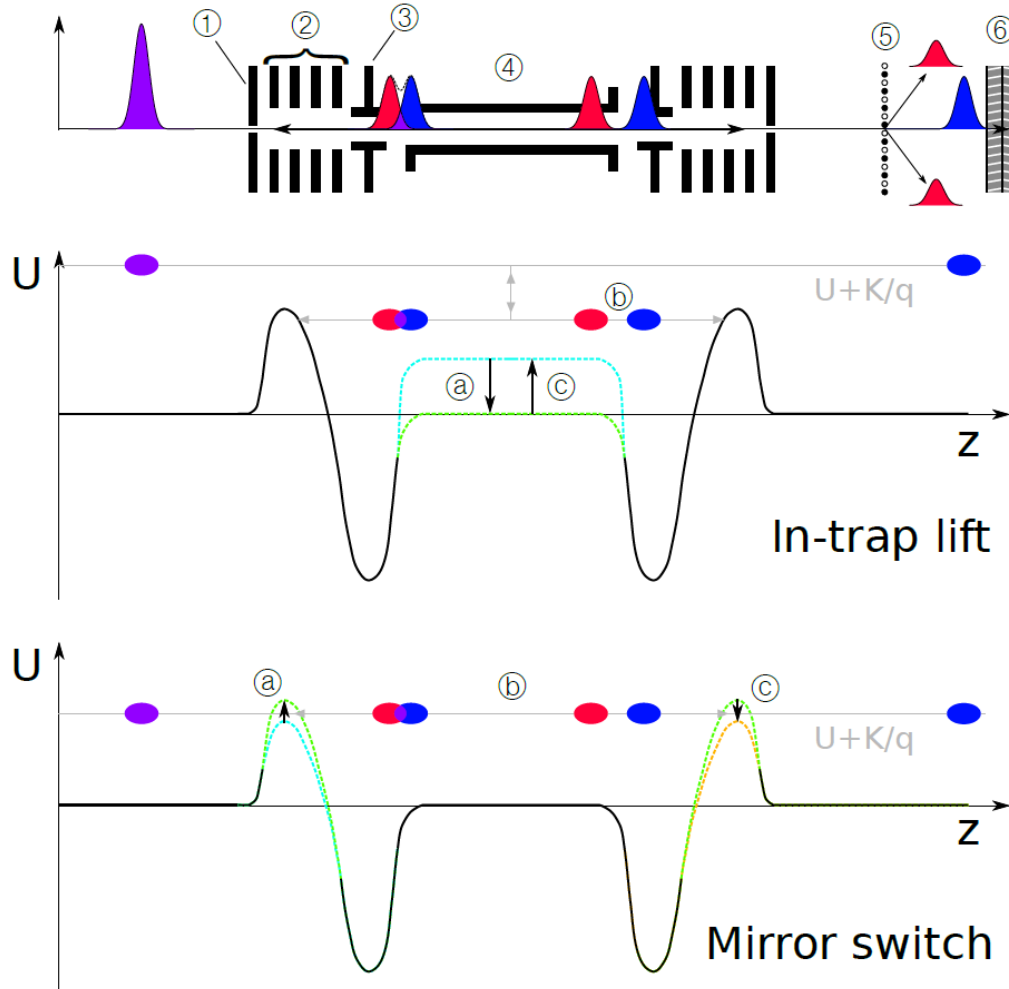 ① ② ③ ④ ⑤ ⑥
U
U+K/q
ⓑ
ⓐ ⓒ
z
In-trap lift
U
ⓐ ⓑ ⓒ
U+K/q
z
Mirror switch